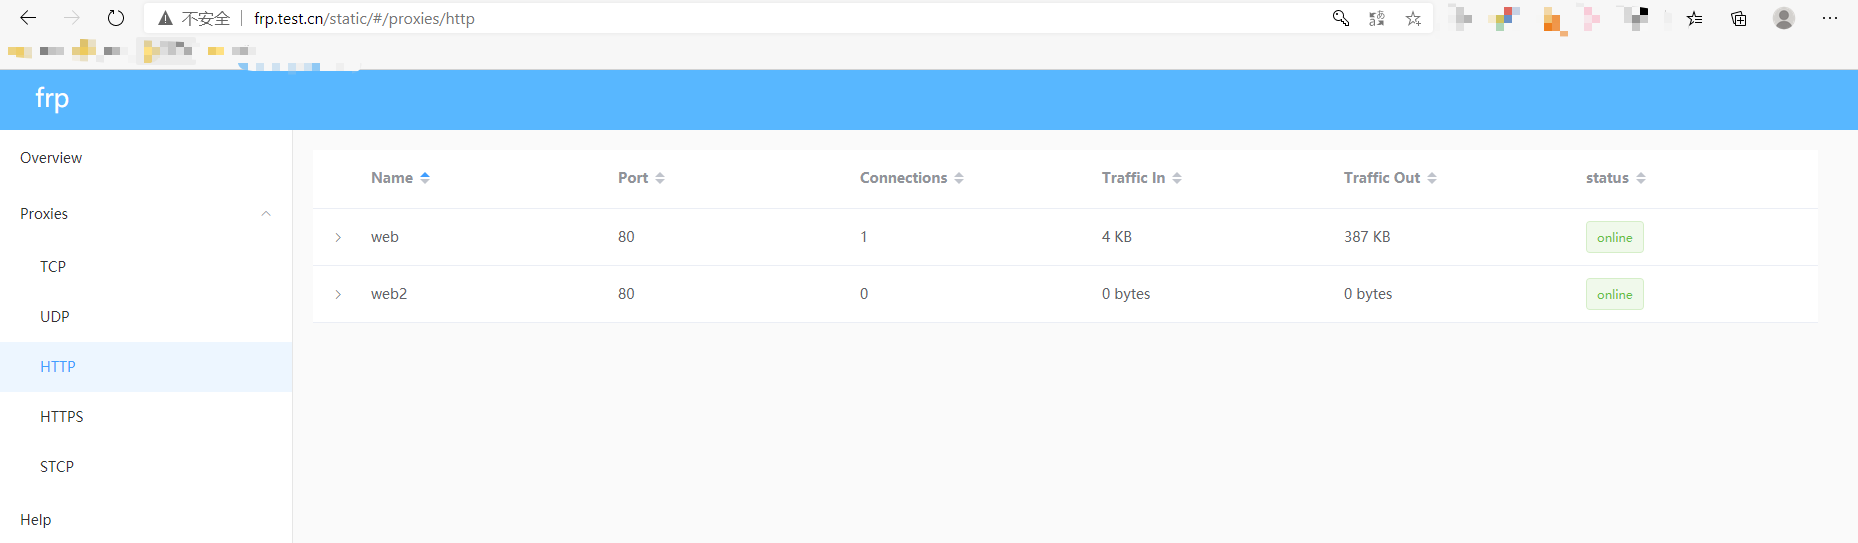 不安全 frp.test.cn/static/#/proxies/http
frp
Overview
Proxies
TCP
UDP
HTTP
HTTPS
STCP
Help
Name Port Connections Traffic In Traffic Out status
web 80 1 4 KB 387 KB online
web2 80 0 0 bytes 0 bytes online